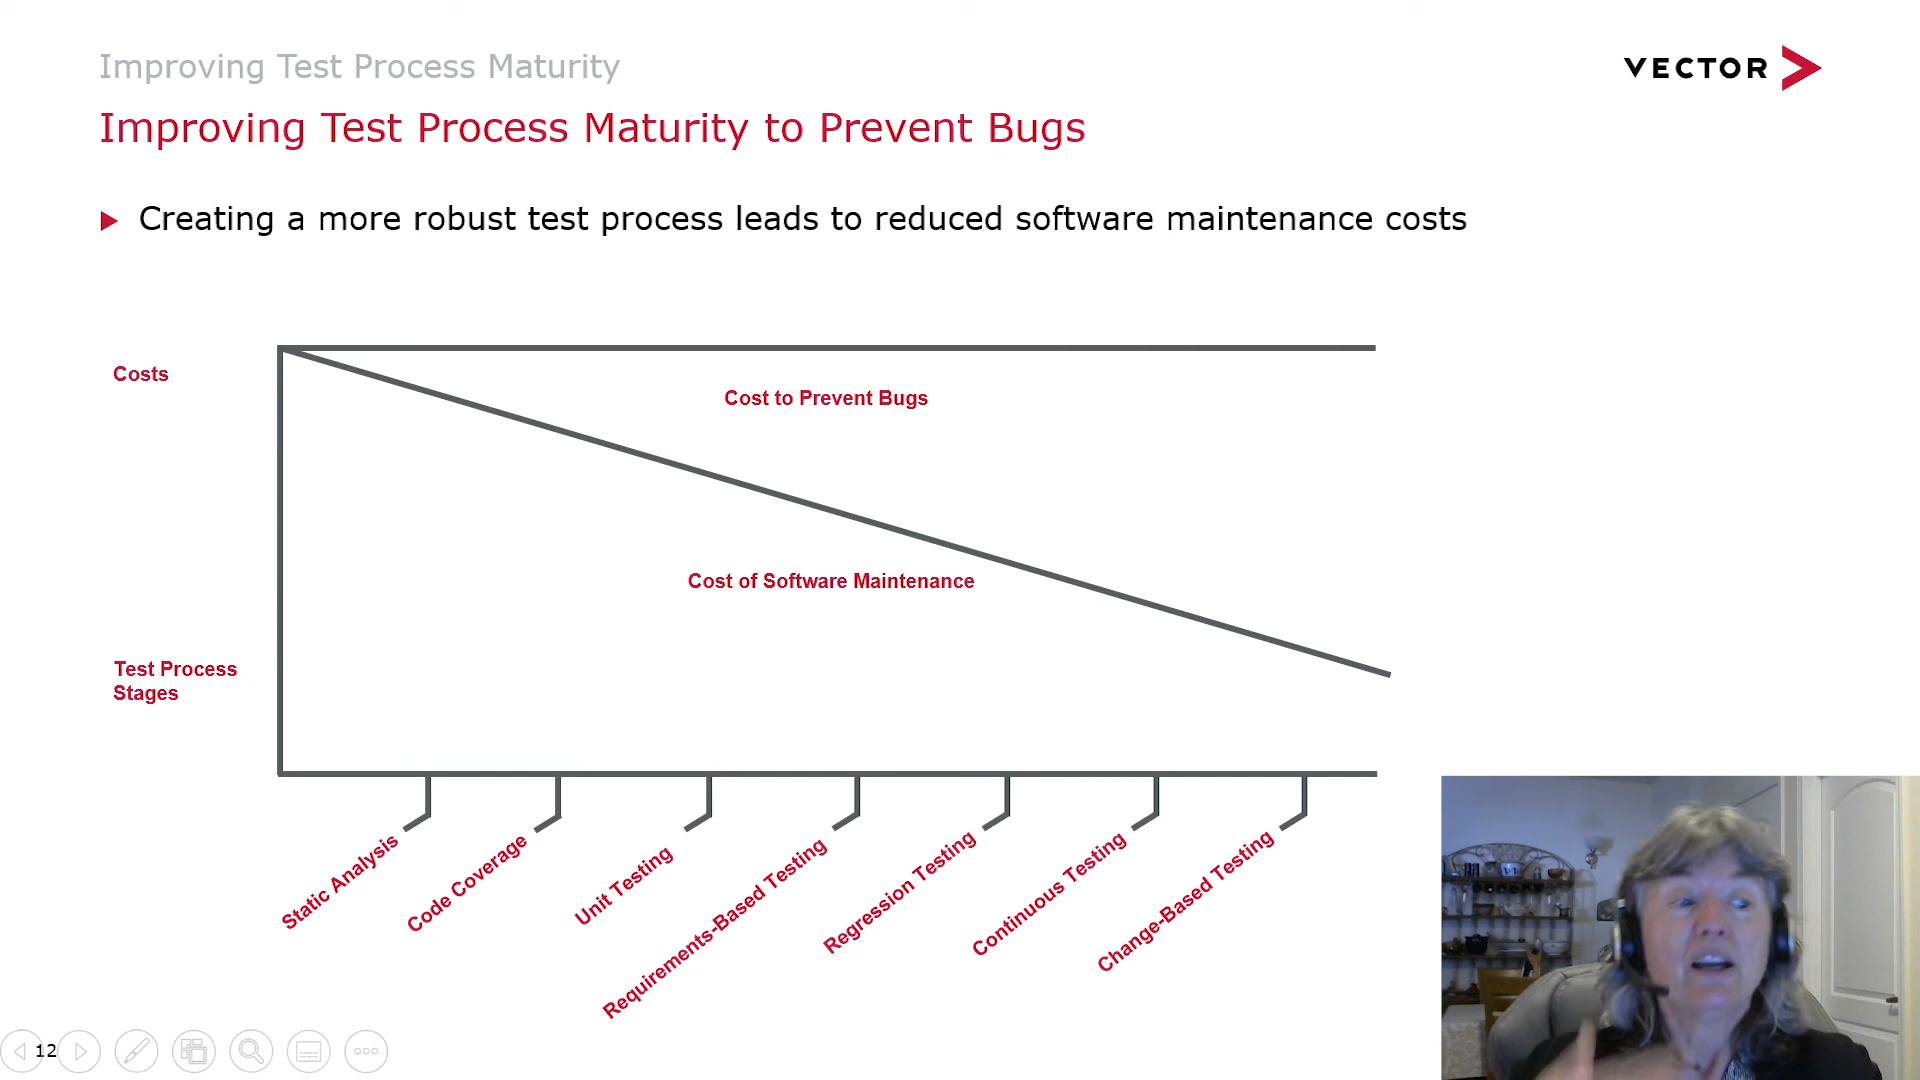 Improving Test Process Maturity
VECTOR
Improving Test Process Maturity to Prevent Bugs
Creating a more robust test process leads to reduced software maintenance costs
Costs
Cost to Prevent Bugs
Cost of Software Maintenance
Test Process
Stages
Static Analysis
Code Coverage
Unit Testing
Requirements-Based Testing
Regression Testing
Continuous Testing
Change-Based Testing
12